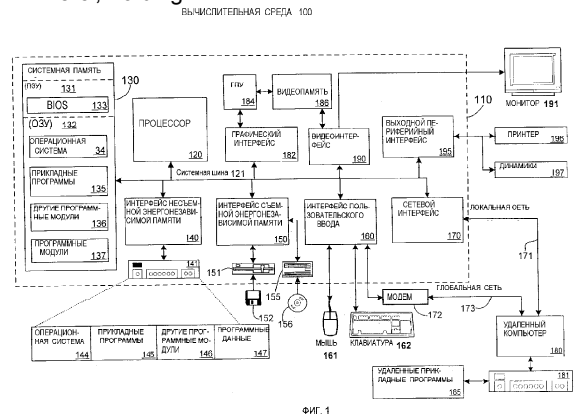 ВЫЧИСЛИТЕЛЬНАЯ СРЕДА 100
СИСТЕМНАЯ ПАМЯТЬ
(ПЗУ) 131
BIOS 133
130
(ОЗУ) 132
ОПЕРАЦИОННАЯ
СИСТЕМА 34
ПРИКЛАДНЫЕ
ПРОГРАММЫ 135
ДРУГИЕ ПРОГРАММ-
НЫЕ МОДУЛИ 136
ПРОГРАММНЫЕ
МОДУЛИ 137
ПРОЦЕССОР
120
ГПУ
184
ВИДЕОПАМЯТЬ
186
ГРАФИЧЕСКИЙ
ИНТЕРФЕЙС
182
ВИДЕОИНТЕР-
ФЕЙС
190
110
МОНИТОР 191
ВЫХОДНОЙ ПЕ-
РИФЕРИЙНЫЙ
ИНТЕРФЕЙС
195
ПРИНТЕР
196
ДИНАМИКИ
197
Системная шина 121
ИНТЕРФЕЙС НЕСЪЕМ-
НОЙ ЭНЕРГОНЕЗАВИ-
СИМОЙ ПАМЯТИ
140
ИНТЕРФЕЙС СЪЕМ-
НОЙ ЭНЕРГОНЕЗА-
ВИСИМОЙ ПАМЯТИ
150
ИНТЕРФЕЙС ПОЛЬ-
ЗОВАТЕЛЬСКОГО
ВВОДА
160
СЕТЕВОЙ
ИНТЕРФЕЙС
170
ЛОКАЛЬНАЯ СЕТЬ
171
141
151
152
155
156
МЫШЬ
161
КЛАВИАТУРА 162
МОДЕМ
172
ГЛОБАЛЬНАЯ СЕТЬ
173
УДАЛЕННЫЙ
КОМПЬЮТЕР
180
181
УДАЛЕННЫЕ ПРИК-
ЛАДНЫЕ ПРОГРАММЫ
185
ОПЕРАЦИОН-
НАЯ СИСТЕМА
144
ПРИКЛАДНЫЕ
ПРОГРАММЫ
145
ДРУГИЕ ПРОГ-
РАММНЫЕ МО-
ДУЛИ 146
ПРОГРАММНЫЕ
ДАННЫЕ
147
ФИГ. 1